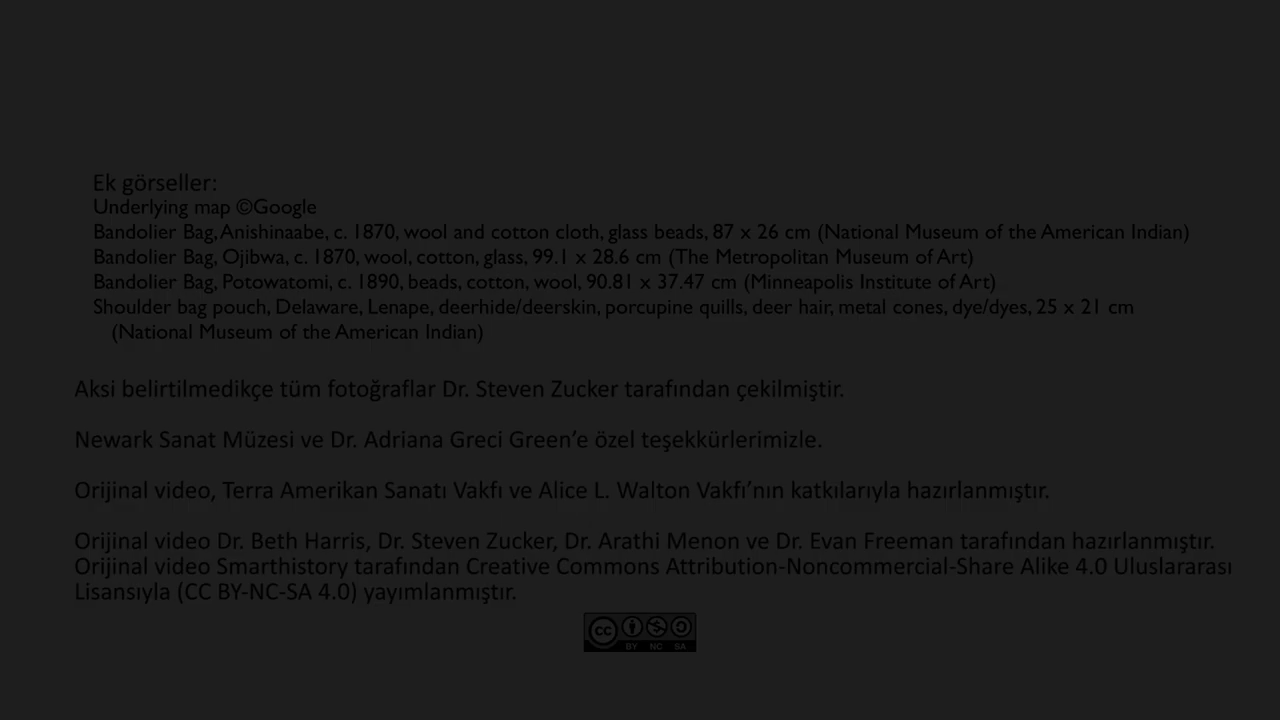 Ek görseller:
Underlying map ©Google
Bandolier Bag, Anishinaabe, c. 1870, wool and cotton cloth, glass beads, 87 x 26 cm (National Museum of the American Indian)
Bandolier Bag, Ojibwa, c. 1870, wool, cotton, glass, 99.1 x 28.6 cm (The Metropolitan Museum of Art)
Bandolier Bag, Potowatomi, c. 1890, beads, cotton, wool, 90.81 x 37.47 cm (Minneapolis Institute of Art)
Shoulder bag pouch, Delaware, Lenape, deerhide/deerskin, porcupine quills, deer hair, metal cones, dye/dyes, 25 x 21 cm
(National Museum of the American Indian)
Aksi belirtilmedikçe tüm fotoğraflar Dr. Steven Zucker tarafından çekilmiştir.
Newark Sanat Müzesi ve Dr. Adriana Greci Green’e özel teşekkürlerimizle.
Orijinal video, Terra Amerikan Sanatı Vakfı ve Alice L. Walton Vakfı’nın katkılarıyla hazırlanmıştır.
Orijinal video Dr. Beth Harris, Dr. Steven Zucker, Dr. Arathi Menon ve Dr. Evan Freeman tarafından hazırlanmıştır.
Orijinal video Smarthistory tarafından Creative Commons Attribution-Noncommercial-Share Alike 4.0 Uluslararası
Lisansıyla (CC BY-NC-SA 4.0) yayımlanmıştır.
cc BY NC SA